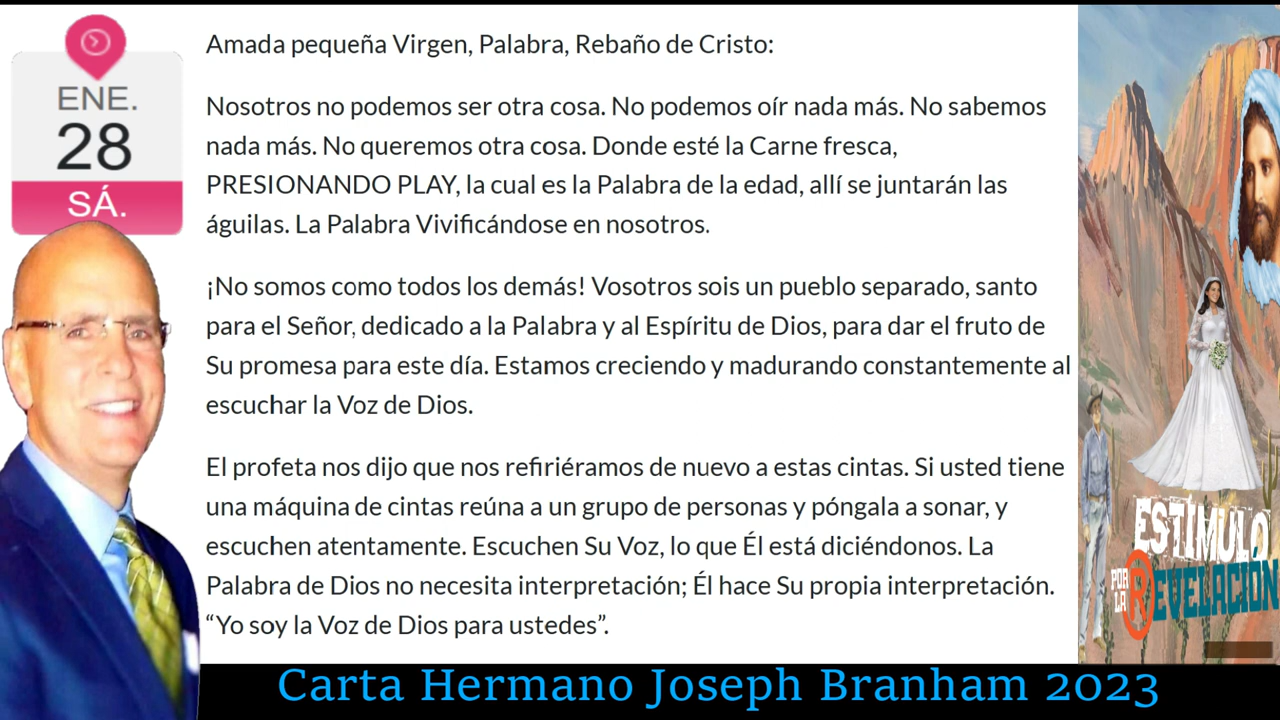 ENE.
28
SÁ.
Amada pequeña Virgen, Palabra, Rebaño de Cristo:
Nosotros no podemos ser otra cosa. No podemos oír nada más. No sabemos
nada más. No queremos otra cosa. Donde esté la Carne fresca,
PRESIONANDO PLAY, la cual es la Palabra de la edad, allí se juntarán las
águilas. La Palabra Vivificándose en nosotros.
¡No somos como todos los demás! Vosotros sois un pueblo separado, santo
para el Señor, dedicado a la Palabra y al Espíritu de Dios, para dar el fruto de
Su promesa para este día. Estamos creciendo y madurando constantemente al
escuchar la Voz de Dios.
El profeta nos dijo que nos refiriéramos de nuevo a estas cintas. Si usted tiene
una máquina de cintas reúna a un grupo de personas y póngala a sonar, y
escuchen atentamente. Escuchen Su Voz, lo que Él está diciéndonos. La
Palabra de Dios no necesita interpretación; Él hace Su propia interpretación.
“Yo soy la Voz de Dios para ustedes”.
ESTÍMULO
POR LA REVELACIÓN
Carta Hermano Joseph Branham 2023